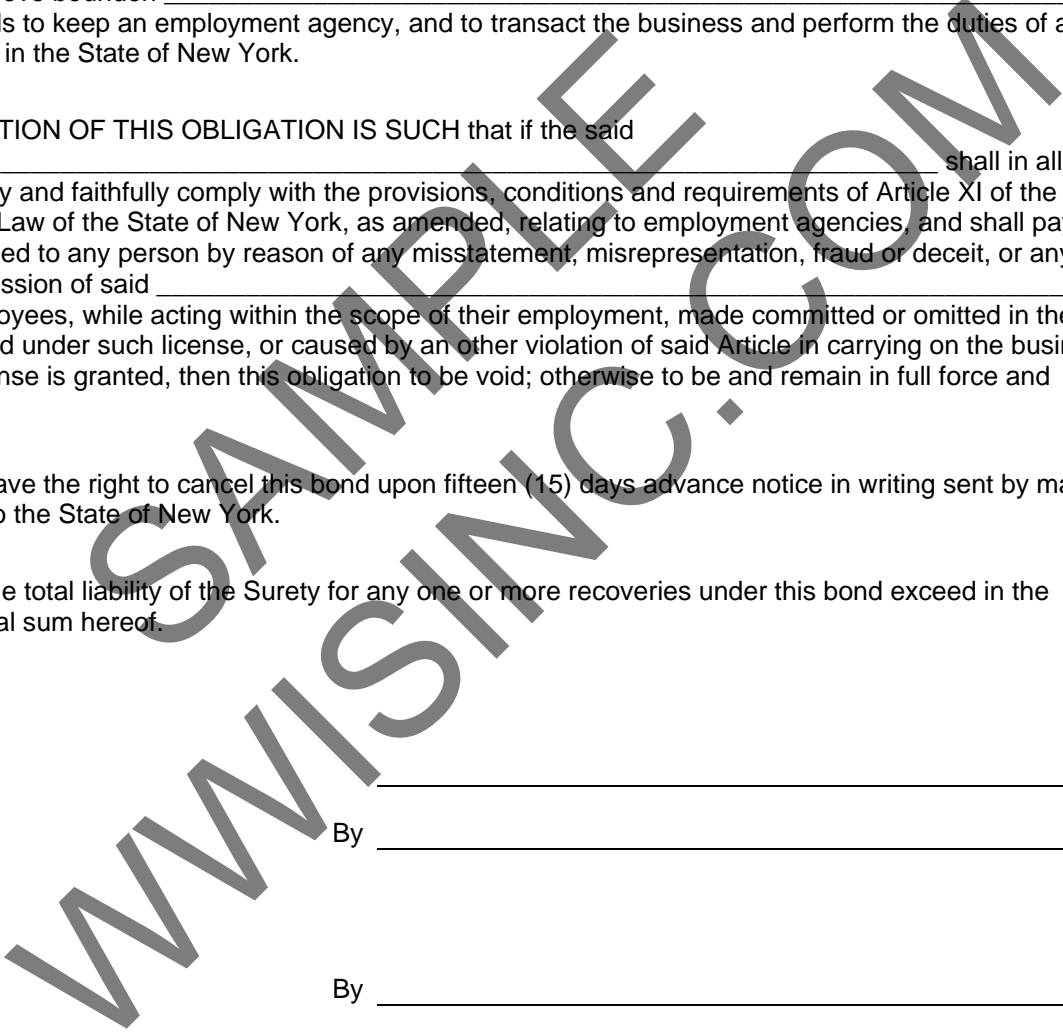 ve bounden ________________________________
ds to keep an employment agency, and to transact the business and perform the duties of a
in the State of New York.
TION OF THIS OBLIGATION IS SUCH that if the said
________________________________ shall in all
y and faithfully comply with the provisions, conditions and requirements of Article XI of the
Law of the State of New York, as amended, relating to employment agencies, and shall pay
ed to any person by reason of any misstatement, misrepresentation, fraud or deceit, or any
ssion of said ________________________________
oyees, while acting within the scope of their employment, made committed or omitted in the
d under such license, or caused by an other violation of said Article in carrying on the busi
nse is granted, then this obligation to be void; otherwise to be and remain in full force and
ave the right to cancel this bond upon fifteen (15) days advance notice in writing sent by ma
o the State of New York.
e total liability of the Surety for any one or more recoveries under this bond exceed in the
al sum hereof.
By ________________________________
By ________________________________
SAMPLE
WWISINC.COM